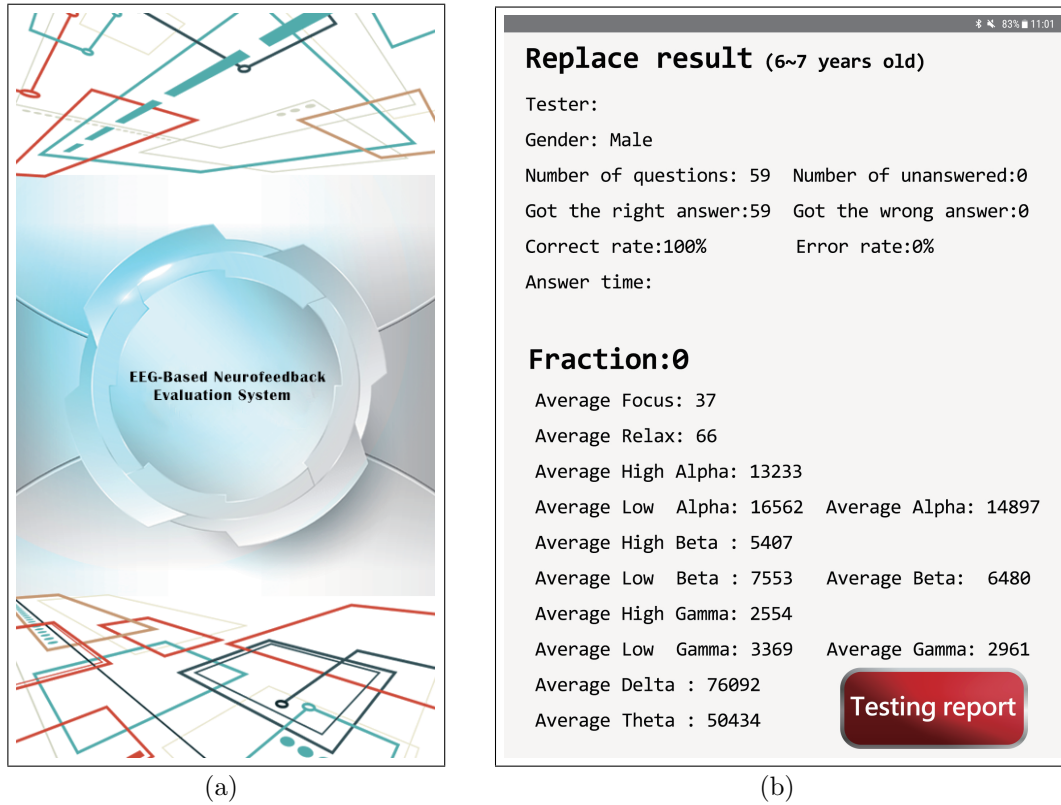 EEG-Based Neurofeedback
Evaluation System
(a)
83% 11:01
Replace result (6~7 years old)
Tester:
Gender: Male
Number of questions: 59 Number of unanswered:0
Got the right answer:59 Got the wrong answer:0
Correct rate:100% Error rate:0%
Answer time:
Fraction:0
Average Focus: 37
Average Relax: 66
Average High Alpha: 13233
Average Low Alpha: 16562 Average Alpha: 14897
Average High Beta : 5407
Average Low Beta : 7553 Average Beta: 6480
Average High Gamma: 2554
Average Low Gamma: 3369 Average Gamma: 2961
Average Delta : 76092
Average Theta : 50434
Testing report
(b)